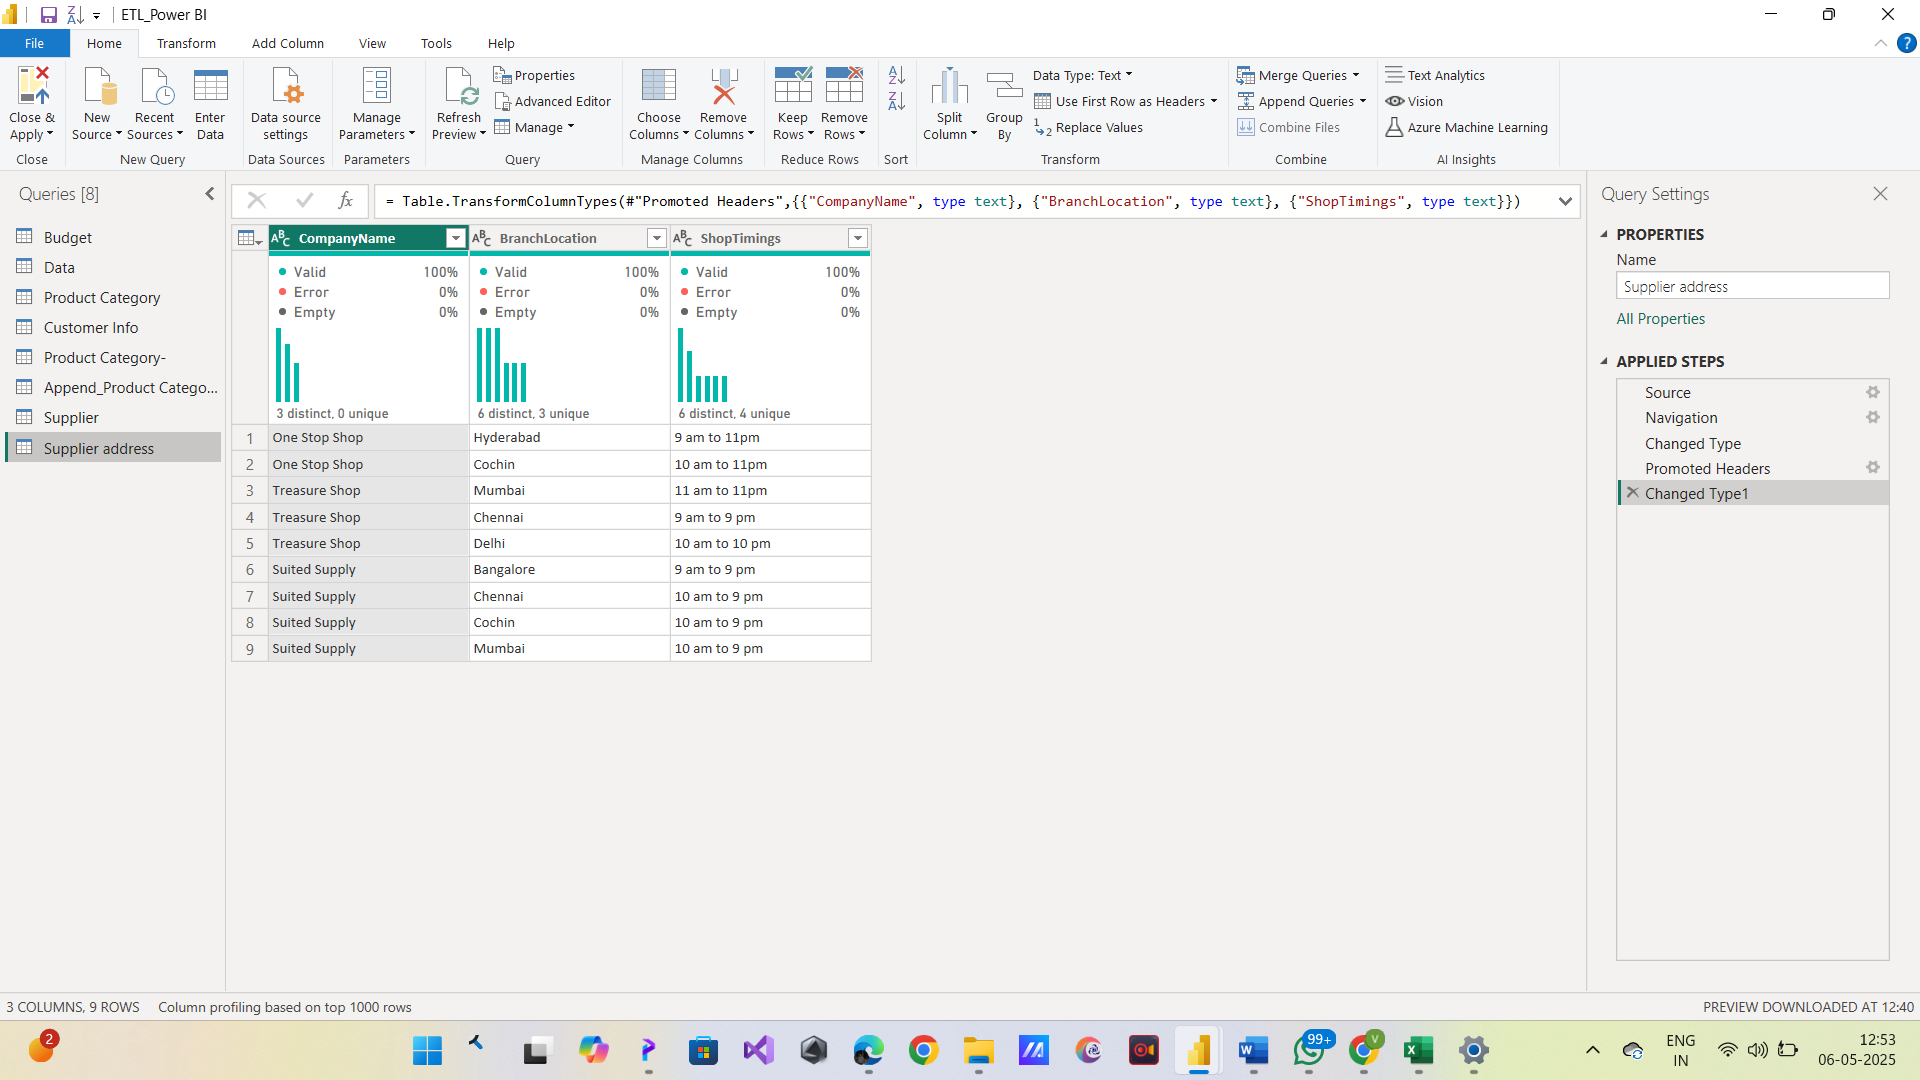 ETL_Power BI
File Home Transform Add Column View Tools Help
Close & Apply
Close
New Source
Recent Sources
Enter Data
New Query
Data source settings
Data Sources
Manage Parameters
Parameters
Refresh Preview
Properties
Advanced Editor
Manage
Query
Choose Columns
Remove Columns
Manage Columns
Keep Rows
Remove Rows
Reduce Rows
Sort
Split Column
Group By
Data Type: Text
Use First Row as Headers
Replace Values
Transform
Merge Queries
Append Queries
Combine Files
Combine
Text Analytics
Vision
Azure Machine Learning
AI Insights
Queries [8]
Budget
Data
Product Category
Customer Info
Product Category-
Append_Product Catego...
Supplier
Supplier address
fx = Table.TransformColumnTypes(#"Promoted Headers",{{"CompanyName", type text}, {"BranchLocation", type text}, {"ShopTimings", type text}})
ABC CompanyName ABC BranchLocation ABC ShopTimings
Valid 100% Valid 100% Valid 100%
Error 0% Error 0% Error 0%
Empty 0% Empty 0% Empty 0%
3 distinct, 0 unique 6 distinct, 3 unique 6 distinct, 4 unique
1 One Stop Shop Hyderabad 9 am to 11pm
2 One Stop Shop Cochin 10 am to 11pm
3 Treasure Shop Mumbai 11 am to 11pm
4 Treasure Shop Chennai 9 am to 9 pm
5 Treasure Shop Delhi 10 am to 10 pm
6 Suited Supply Bangalore 9 am to 9 pm
7 Suited Supply Chennai 10 am to 9 pm
8 Suited Supply Cochin 10 am to 9 pm
9 Suited Supply Mumbai 10 am to 9 pm
Query Settings
PROPERTIES
Name
Supplier address
All Properties
APPLIED STEPS
Source
Navigation
Changed Type
Promoted Headers
Changed Type1
3 COLUMNS, 9 ROWS Column profiling based on top 1000 rows
PREVIEW DOWNLOADED AT 12:40
2
99+
V
ENG
IN
12:53
06-05-2025